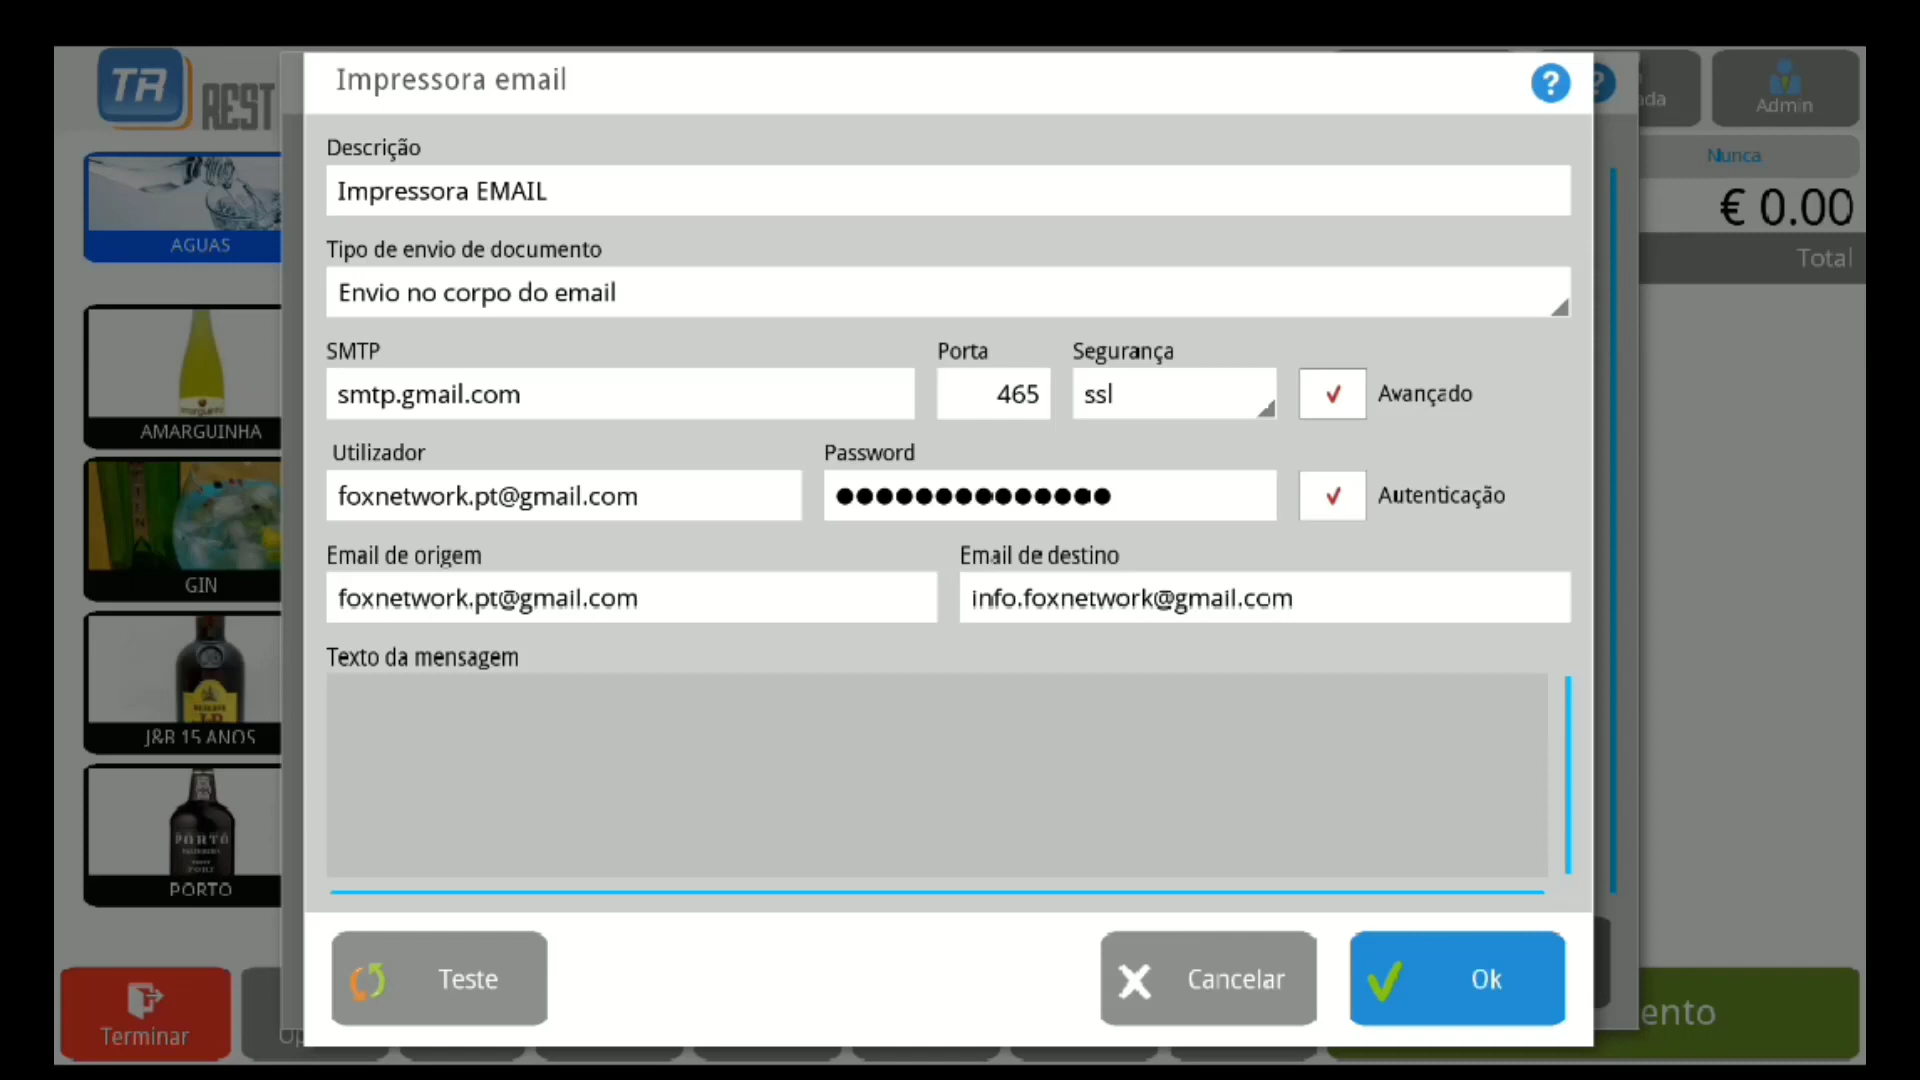 TR REST
Impressora email
?
?
ada
Admin
Descrição
Nunca
Impressora EMAIL
€ 0.00
AGUAS
Tipo de envio de documento
Total
Envio no corpo do email
SMTP
Porta
Segurança
smtp.gmail.com
465
ssl
Avançado
AMARGUINHA
Utilizador
Password
foxnetwork.pt@gmail.com
●●●●●●●●●●●●●●
Autenticação
Email de origem
Email de destino
GIN
foxnetwork.pt@gmail.com
info.foxnetwork@gmail.com
Texto da mensagem
J&B 15 ANOS
PORTO
PORTO
Teste
Cancelar
Ok
Terminar
Op
ento